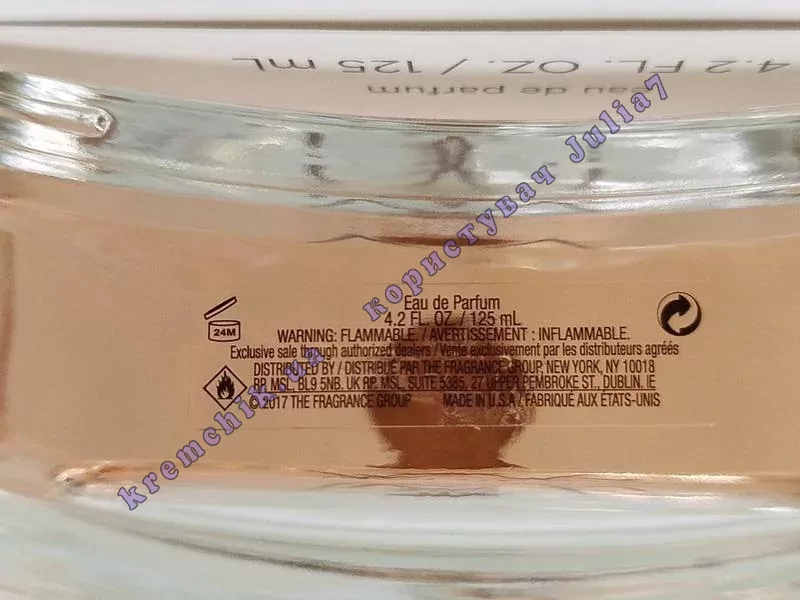 4.2 FL. OZ. / 125 mL
eau de parfum
Eau de Parfum
4.2 FL. OZ. / 125 mL
24M
WARNING: FLAMMABLE. / AVERTISSEMENT : INFLAMMABLE.
Exclusive sale through authorized dealers / Vente exclusivement par les distributeurs agréés
DISTRIBUTED BY / DISTRIBUÉ PAR THE FRAGRANCE GROUP, NEW YORK, NY 10018
RP. MSL. BL9 5NB. UK RP. MSL. SUITE 5385, 27 UPPER PEMBROKE ST., DUBLIN. IE
© 2017 THE FRAGRANCE GROUP MADE IN U.S.A / FABRIQUÉ AUX ÉTATS-UNIS
kremchik.ua користувач Julia7